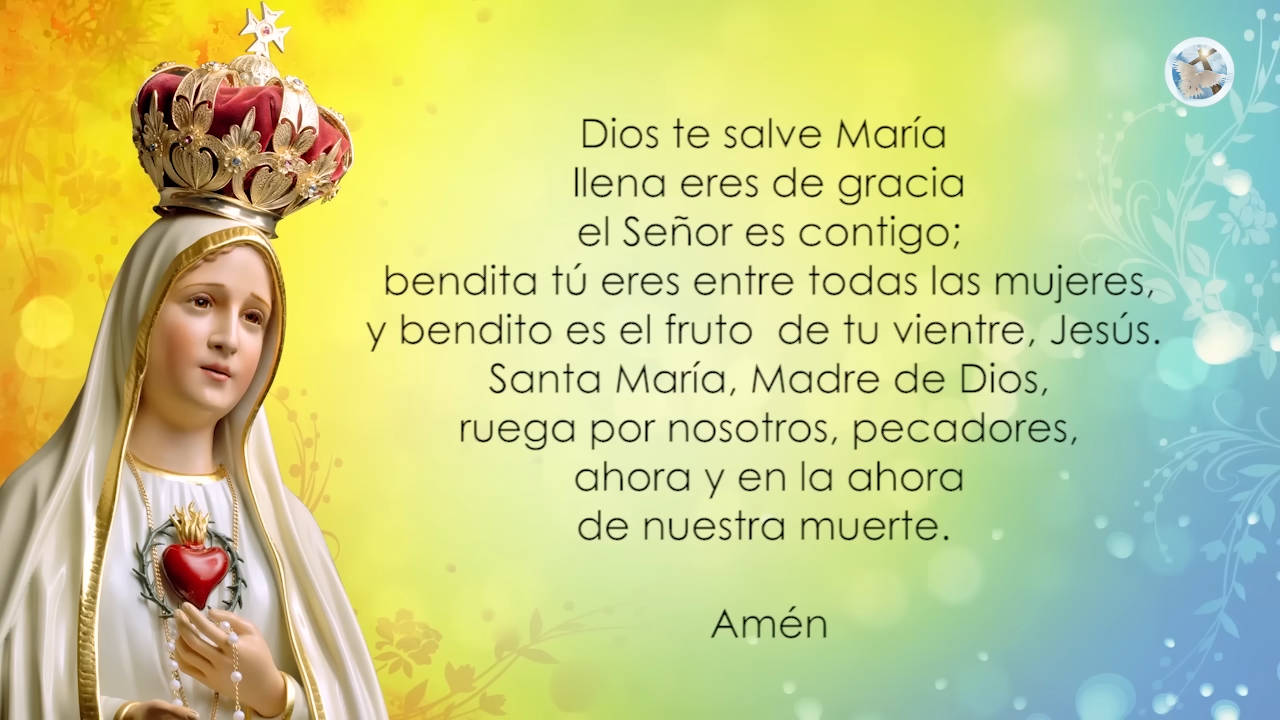 Dios te salve María
llena eres de gracia
el Señor es contigo;
bendita tú eres entre todas las mujeres,
y bendito es el fruto  de tu vientre, Jesús.
Santa María, Madre de Dios,
ruega por nosotros, pecadores,
ahora y en la ahora
de nuestra muerte.
Amén